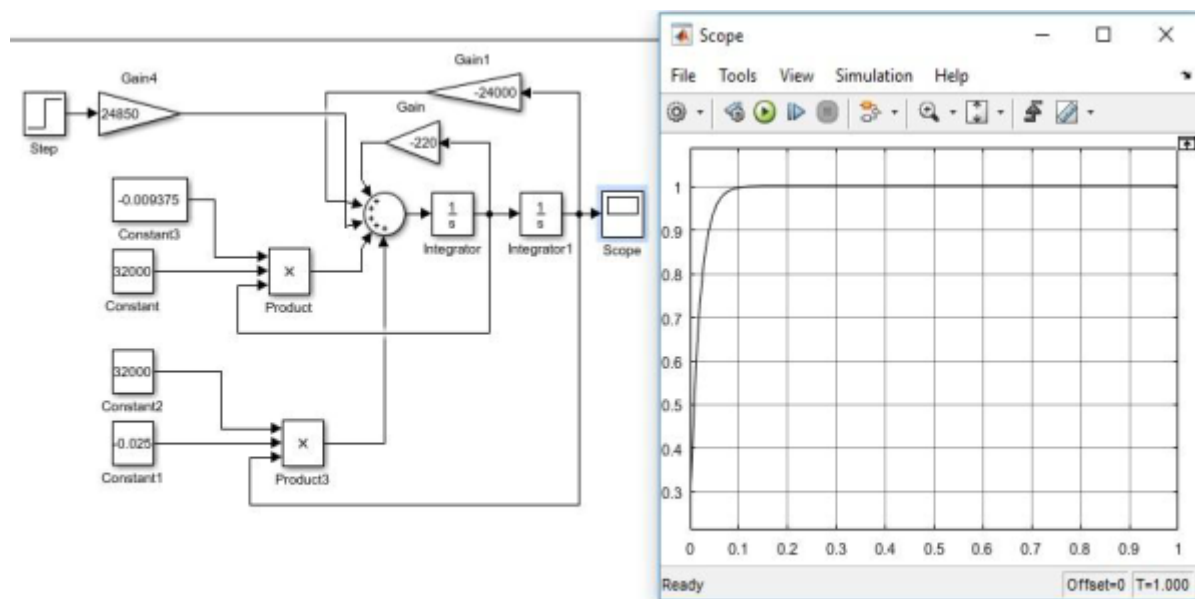 Gain4
24850
Step
Gain1
-24000
Gain
-220
-0.009375
Constant3
32000
Constant
×
Product
1
s
Integrator
1
s
Integrator1
Scope
32000
Constant2
-0.025
Constant1
×
Product3
Scope
File Tools View Simulation Help
1
0.9
0.8
0.7
0.6
0.5
0.4
0.3
0 0.1 0.2 0.3 0.4 0.5 0.6 0.7 0.8 0.9 1
Ready Offset=0 T=1.000